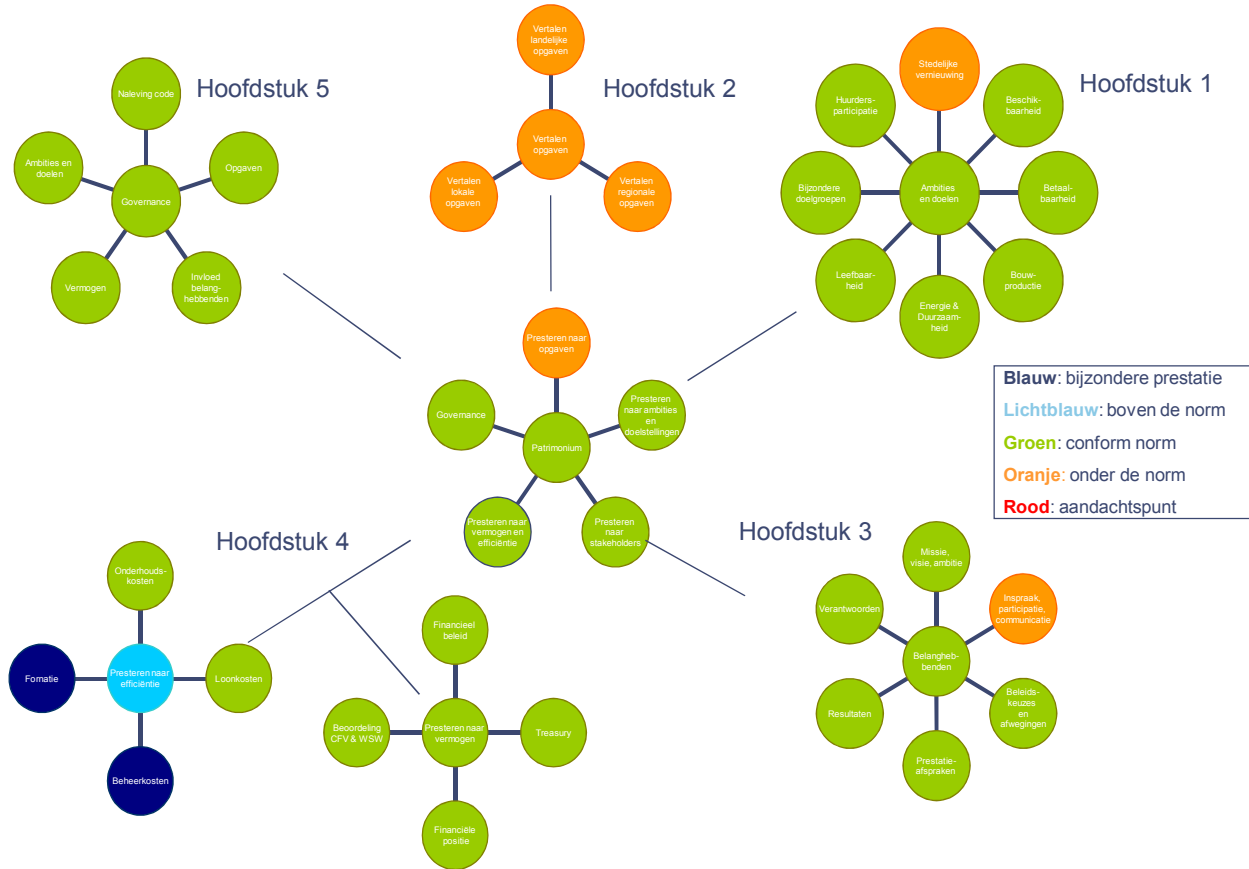 Hoofdstuk 5
Naleving code
Ambities en
doelen
Opgaven
Governance
Vermogen
Invloed
belang-
hebbenden
Hoofdstuk 2
Vertalen
landelijke
opgaven
Vertalen
opgaven
Vertalen
lokale
opgaven
Vertalen
regionale
opgaven
Hoofdstuk 1
Stedelijke
vernieuwing
Huurders-
participatie
Beschik-
baarheid
Bijzondere
doelgroepen
Ambities
en doelen
Betaal-
baarheid
Leefbaar-
heid
Bouw-
productie
Energie &
Duurzaam-
heid
Presteren naar
opgaven
Governance
Presteren
naar ambities
en
doelstellingen
Patrimonium
Presteren naar
vermogen en
efficiëntie
Presteren
naar
stakeholders
Blauw: bijzondere prestatie
Lichtblauw: boven de norm
Groen: conform norm
Oranje: onder de norm
Rood: aandachtspunt
Hoofdstuk 4
Onderhouds-
kosten
Fomatie
Presteren naar
efficiëntie
Loonkosten
Beheerkosten
Financieel
beleid
Beoordeling
CFV & WSW
Presteren naar
vermogen
Treasury
Financiële
positie
Hoofdstuk 3
Missie,
visie, ambitie
Verantwoorden
Inspraak,
participatie,
communicatie
Belangheb-
benden
Resultaten
Beleids-
keuzes
en
afwegingen
Prestatie-
afspraken